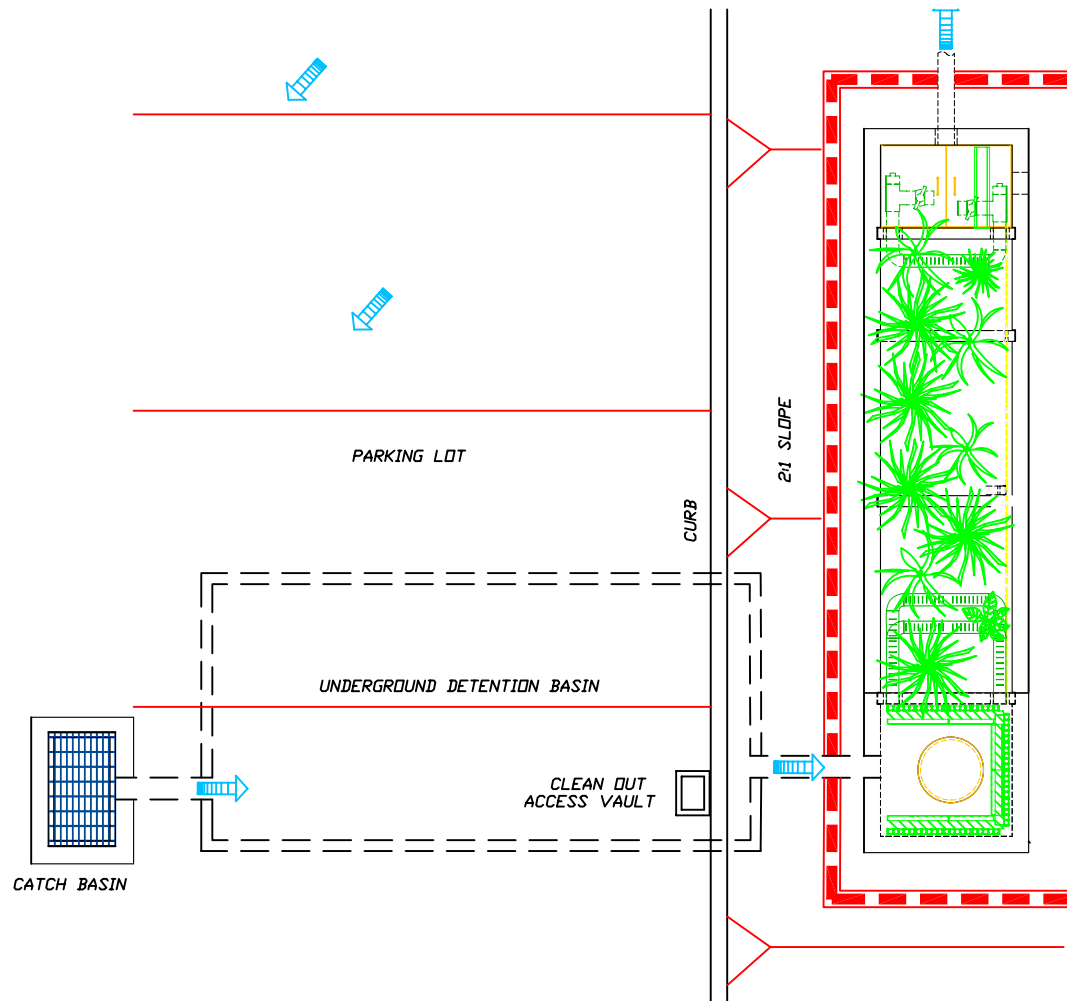 PARKING LOT
2:1 SLOPE
CURB
UNDERGROUND DETENTION BASIN
CLEAN OUT
ACCESS VAULT
CATCH BASIN